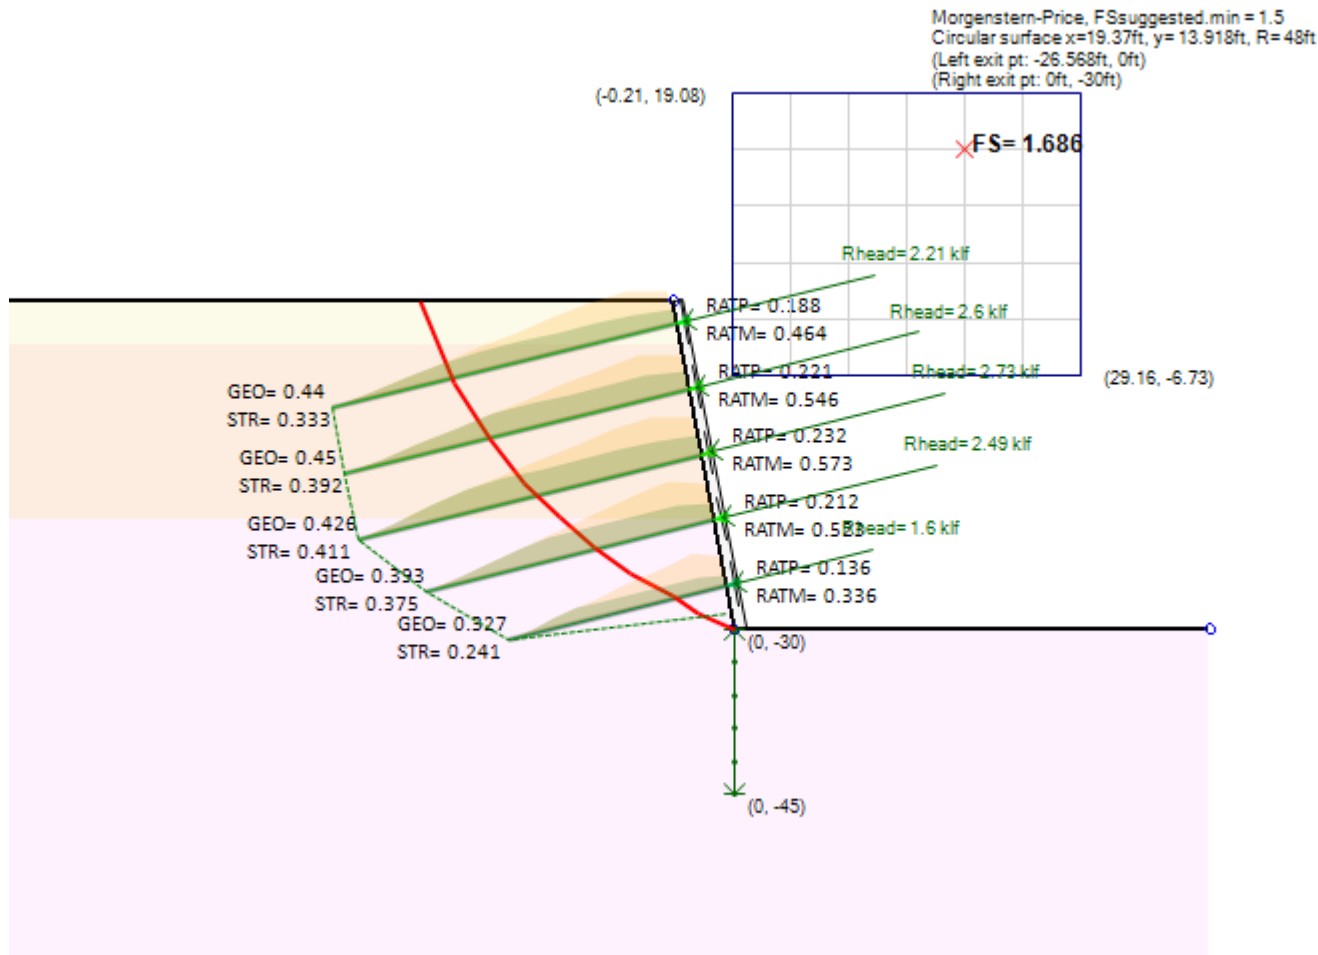 Morgenstern-Price, FSsuggested.min = 1.5
Circular surface x=19.37ft, y= 13.918ft, R= 48ft
(Left exit pt: -26.568ft, 0ft)
(Right exit pt: 0ft, -30ft)
(-0.21, 19.08)
FS= 1.686
Rhead= 2.21 klf
RATP= 0.188
RATM= 0.464
Rhead= 2.6 klf
RATP= 0.221
RATM= 0.546
Rhead= 2.73 klf
(29.16, -6.73)
GEO= 0.44
STR= 0.333
RATP= 0.232
RATM= 0.573
Rhead= 2.49 klf
GEO= 0.45
STR= 0.392
RATP= 0.212
RATM= 0.523
Rhead= 1.6 klf
GEO= 0.426
STR= 0.411
RATP= 0.136
RATM= 0.336
GEO= 0.393
STR= 0.375
GEO= 0.327
STR= 0.241
(0, -30)
(0, -45)